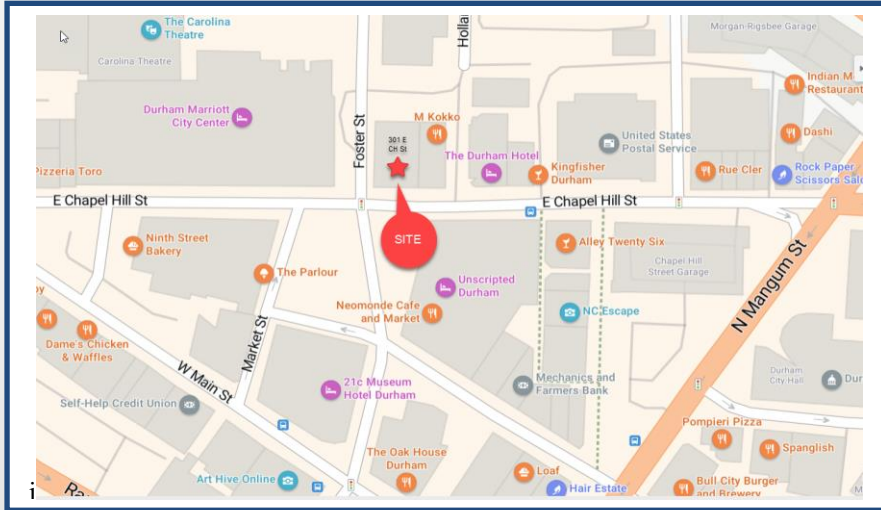 The Carolina
Theatre
Carolina Theatre
Morgan Rigsbee Garage
Durham Marriott
City Center
Foster St
Hollan
M Kokko
301 E
CH St
The Durham Hotel
Kingfisher
Durham
United States
Postal Service
Indian M
Restaurant
Dashi
Rue Cler
Rock Paper
Scissors Salo
Pizzeria Toro
E Chapel Hill St
E Chapel Hill St
SITE
Ninth Street
Bakery
The Parlour
Alley Twenty Six
Chapel Hill
Street Garage
N Mangum St
Unscripted
Durham
Neomonde Cafe
and Market
NC Escape
Dame's Chicken
& Waffles
Market St
W Main St
21c Museum
Hotel Durham
Mechanics and
Farmers Bank
Durham
City Hall
Dur
Self-Help Credit Union
Pompieri Pizza
Spanglish
The Oak House
Durham
Art Hive Online
Loaf
Hair Estate
Bull City Burger
and Brewery